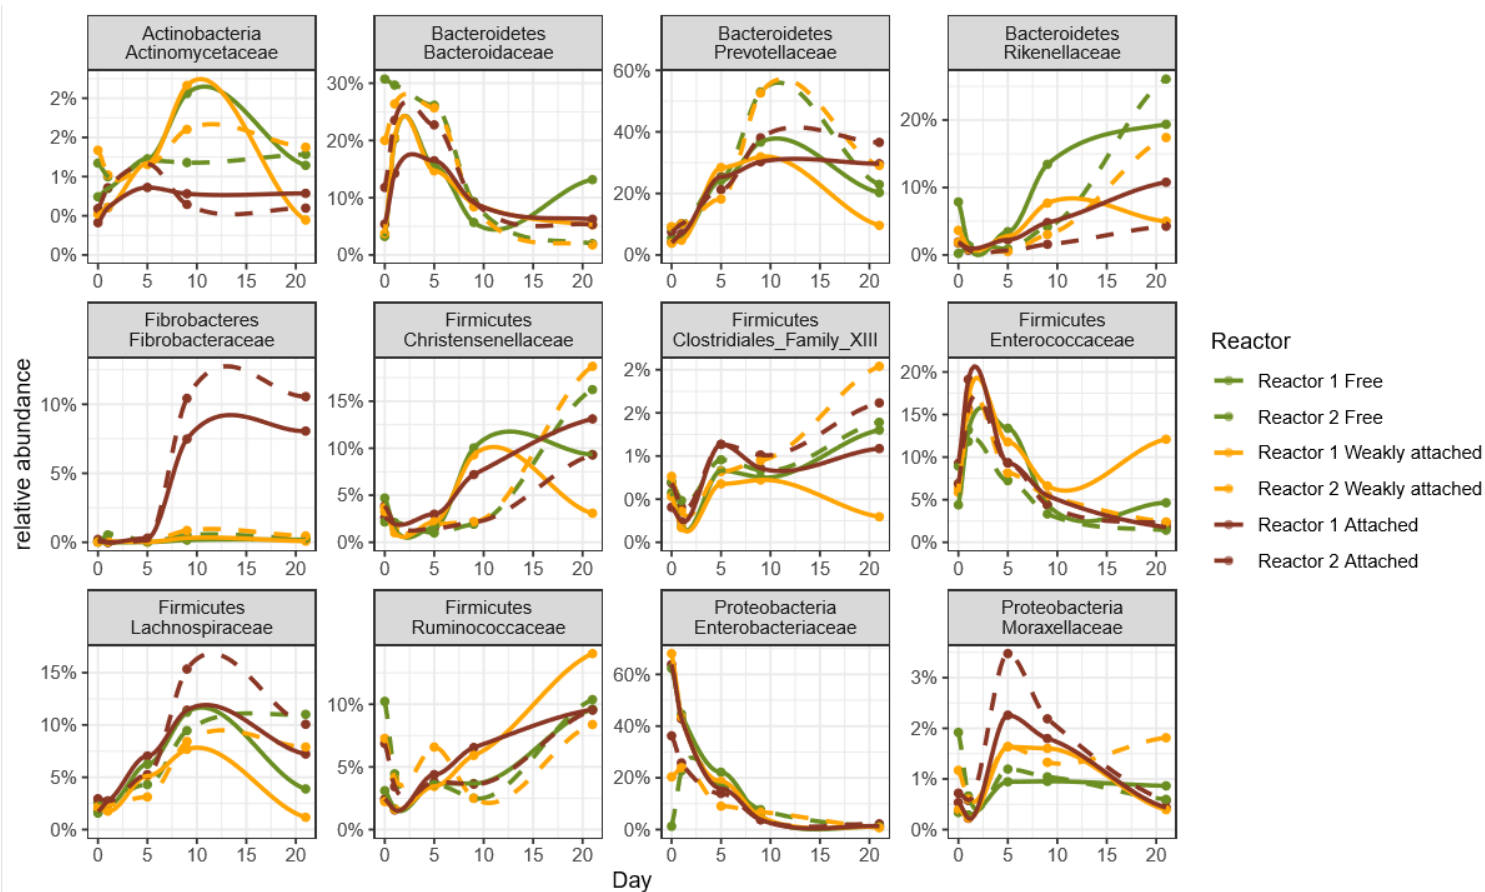 Actinobacteria
Actinomycetaceae
Bacteroidetes
Bacteroidaceae
Bacteroidetes
Prevotellaceae
Bacteroidetes
Rikenellaceae
2%
2%
1%
0%
0%
30%
20%
10%
0%
60%
40%
20%
0%
20%
10%
0%
0 5 10 15 20
0 5 10 15 20
0 5 10 15 20
0 5 10 15 20
Fibrobacteres
Fibrobacteraceae
Firmicutes
Christensenellaceae
Firmicutes
Clostridiales_Family_XIII
Firmicutes
Enterococcaceae
relative abundance
10%
5%
0%
15%
10%
5%
0%
2%
2%
1%
0%
0%
20%
15%
10%
5%
0%
0 5 10 15 20
0 5 10 15 20
0 5 10 15 20
0 5 10 15 20
Firmicutes
Lachnospiraceae
Firmicutes
Ruminococcaceae
Proteobacteria
Enterobacteriaceae
Proteobacteria
Moraxellaceae
15%
10%
5%
0%
10%
5%
0%
60%
40%
20%
0%
3%
2%
1%
0%
0 5 10 15 20
0 5 10 15 20
0 5 10 15 20
0 5 10 15 20
Day
Reactor
Reactor 1 Free
Reactor 2 Free
Reactor 1 Weakly attached
Reactor 2 Weakly attached
Reactor 1 Attached
Reactor 2 Attached